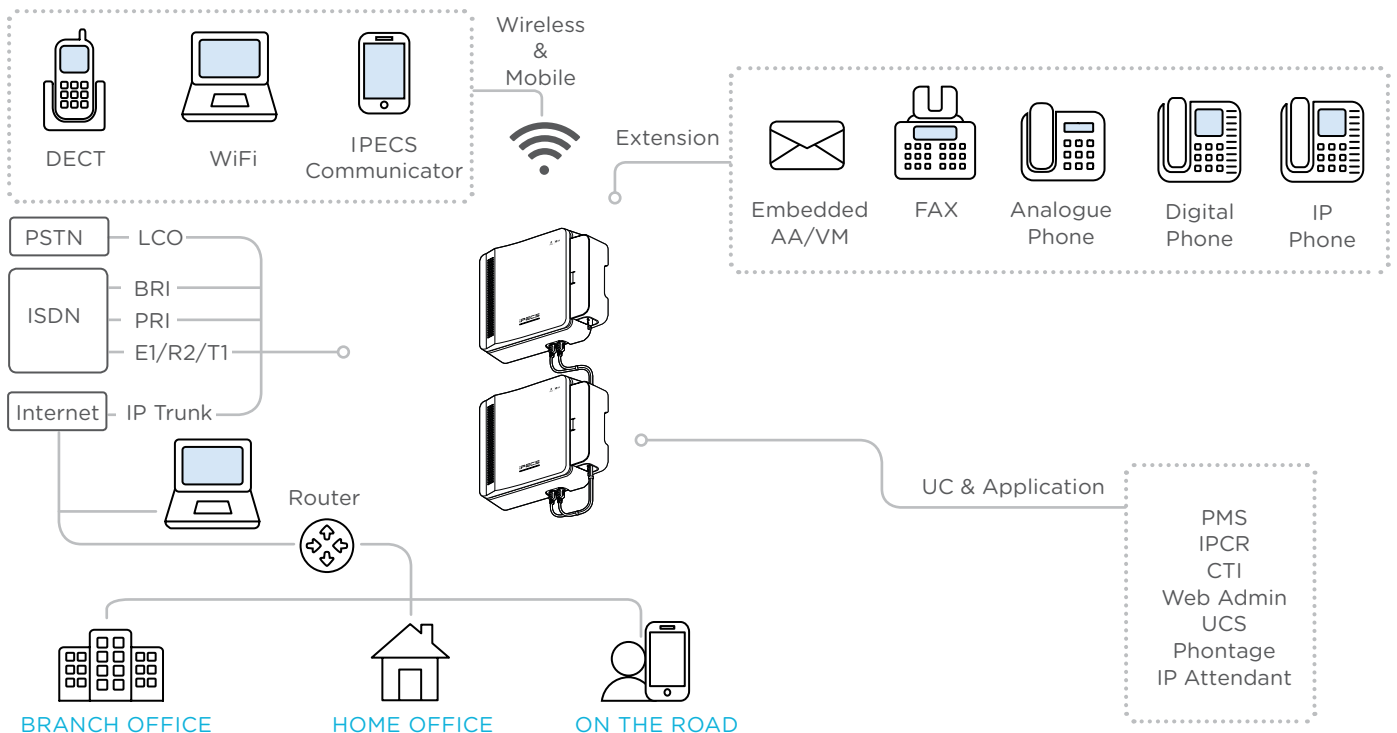 DECT
WiFi
IPECS
Communicator
Wireless
&
Mobile
Extension
Embedded
AA/VM
FAX
Analogue
Phone
Digital
Phone
IP
Phone
PSTN
LCO
ISDN
BRI
PRI
E1/R2/T1
Internet
IP Trunk
Router
IPECS
IPECS
UC & Application
PMS
IPCR
CTI
Web Admin
UCS
Phontage
IP Attendant
BRANCH OFFICE
HOME OFFICE
ON THE ROAD